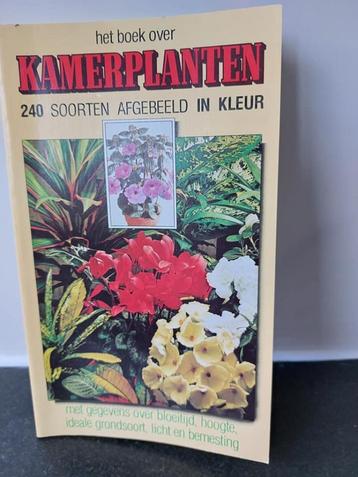 het boek over
KAMERPLANTEN
240 SOORTEN AFGEBEELD IN KLEUR
met gegevens over bloeitijd, hoogte,
ideale grondsoort, licht en bemesting